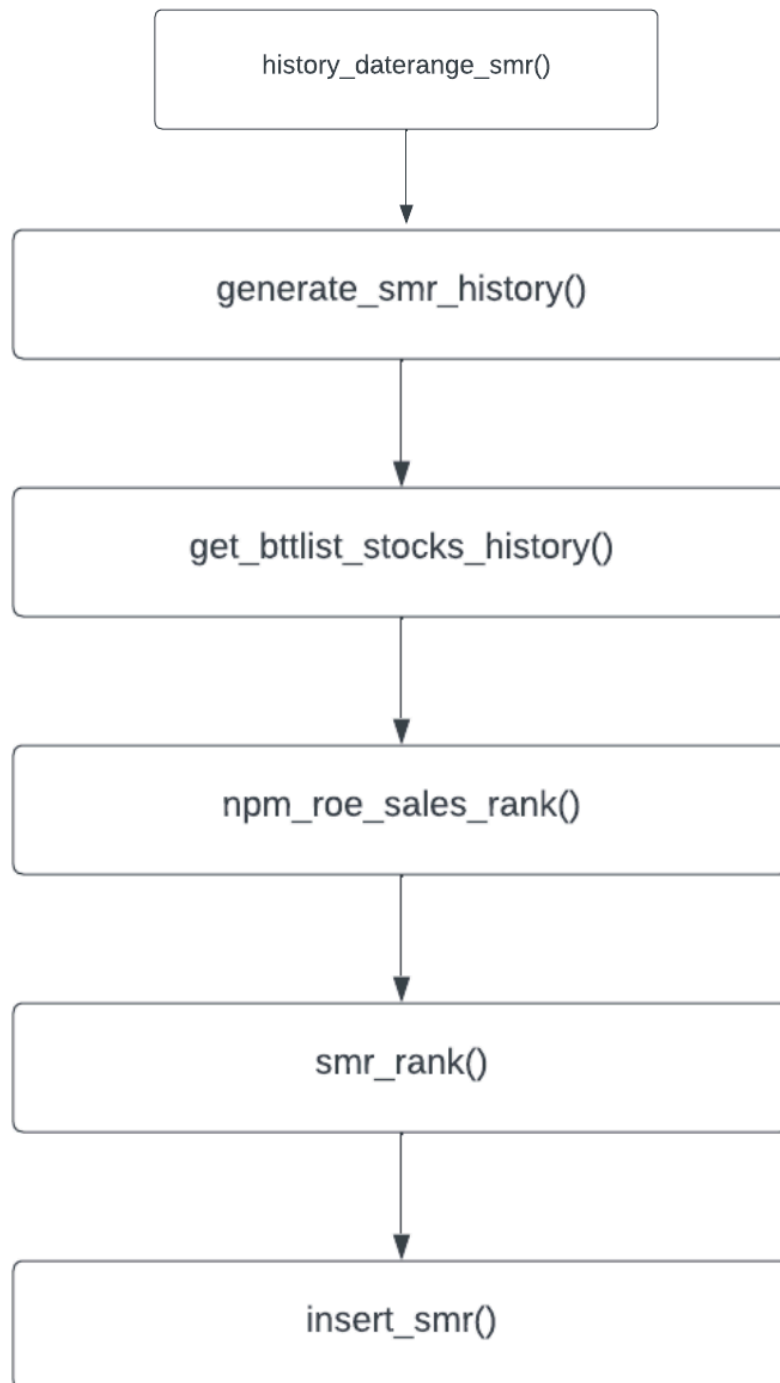 history_daterange_smr()
generate_smr_history()
get_bttlist_stocks_history()
npm_roe_sales_rank()
smr_rank()
insert_smr()